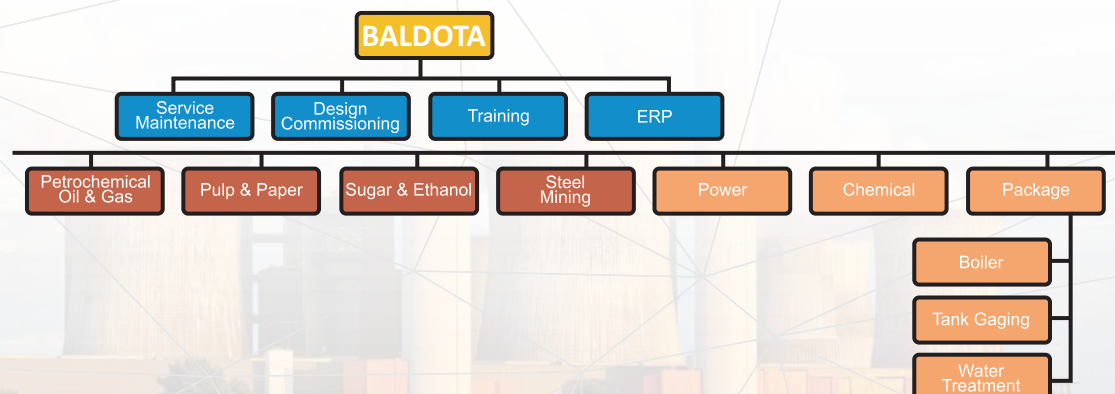 BALDOTA
Service
Maintenance
Design
Commissioning
Training
ERP
Petrochemical
Oil & Gas
Pulp & Paper
Sugar & Ethanol
Steel
Mining
Power
Chemical
Package
Boiler
Tank Gaging
Water
Treatment